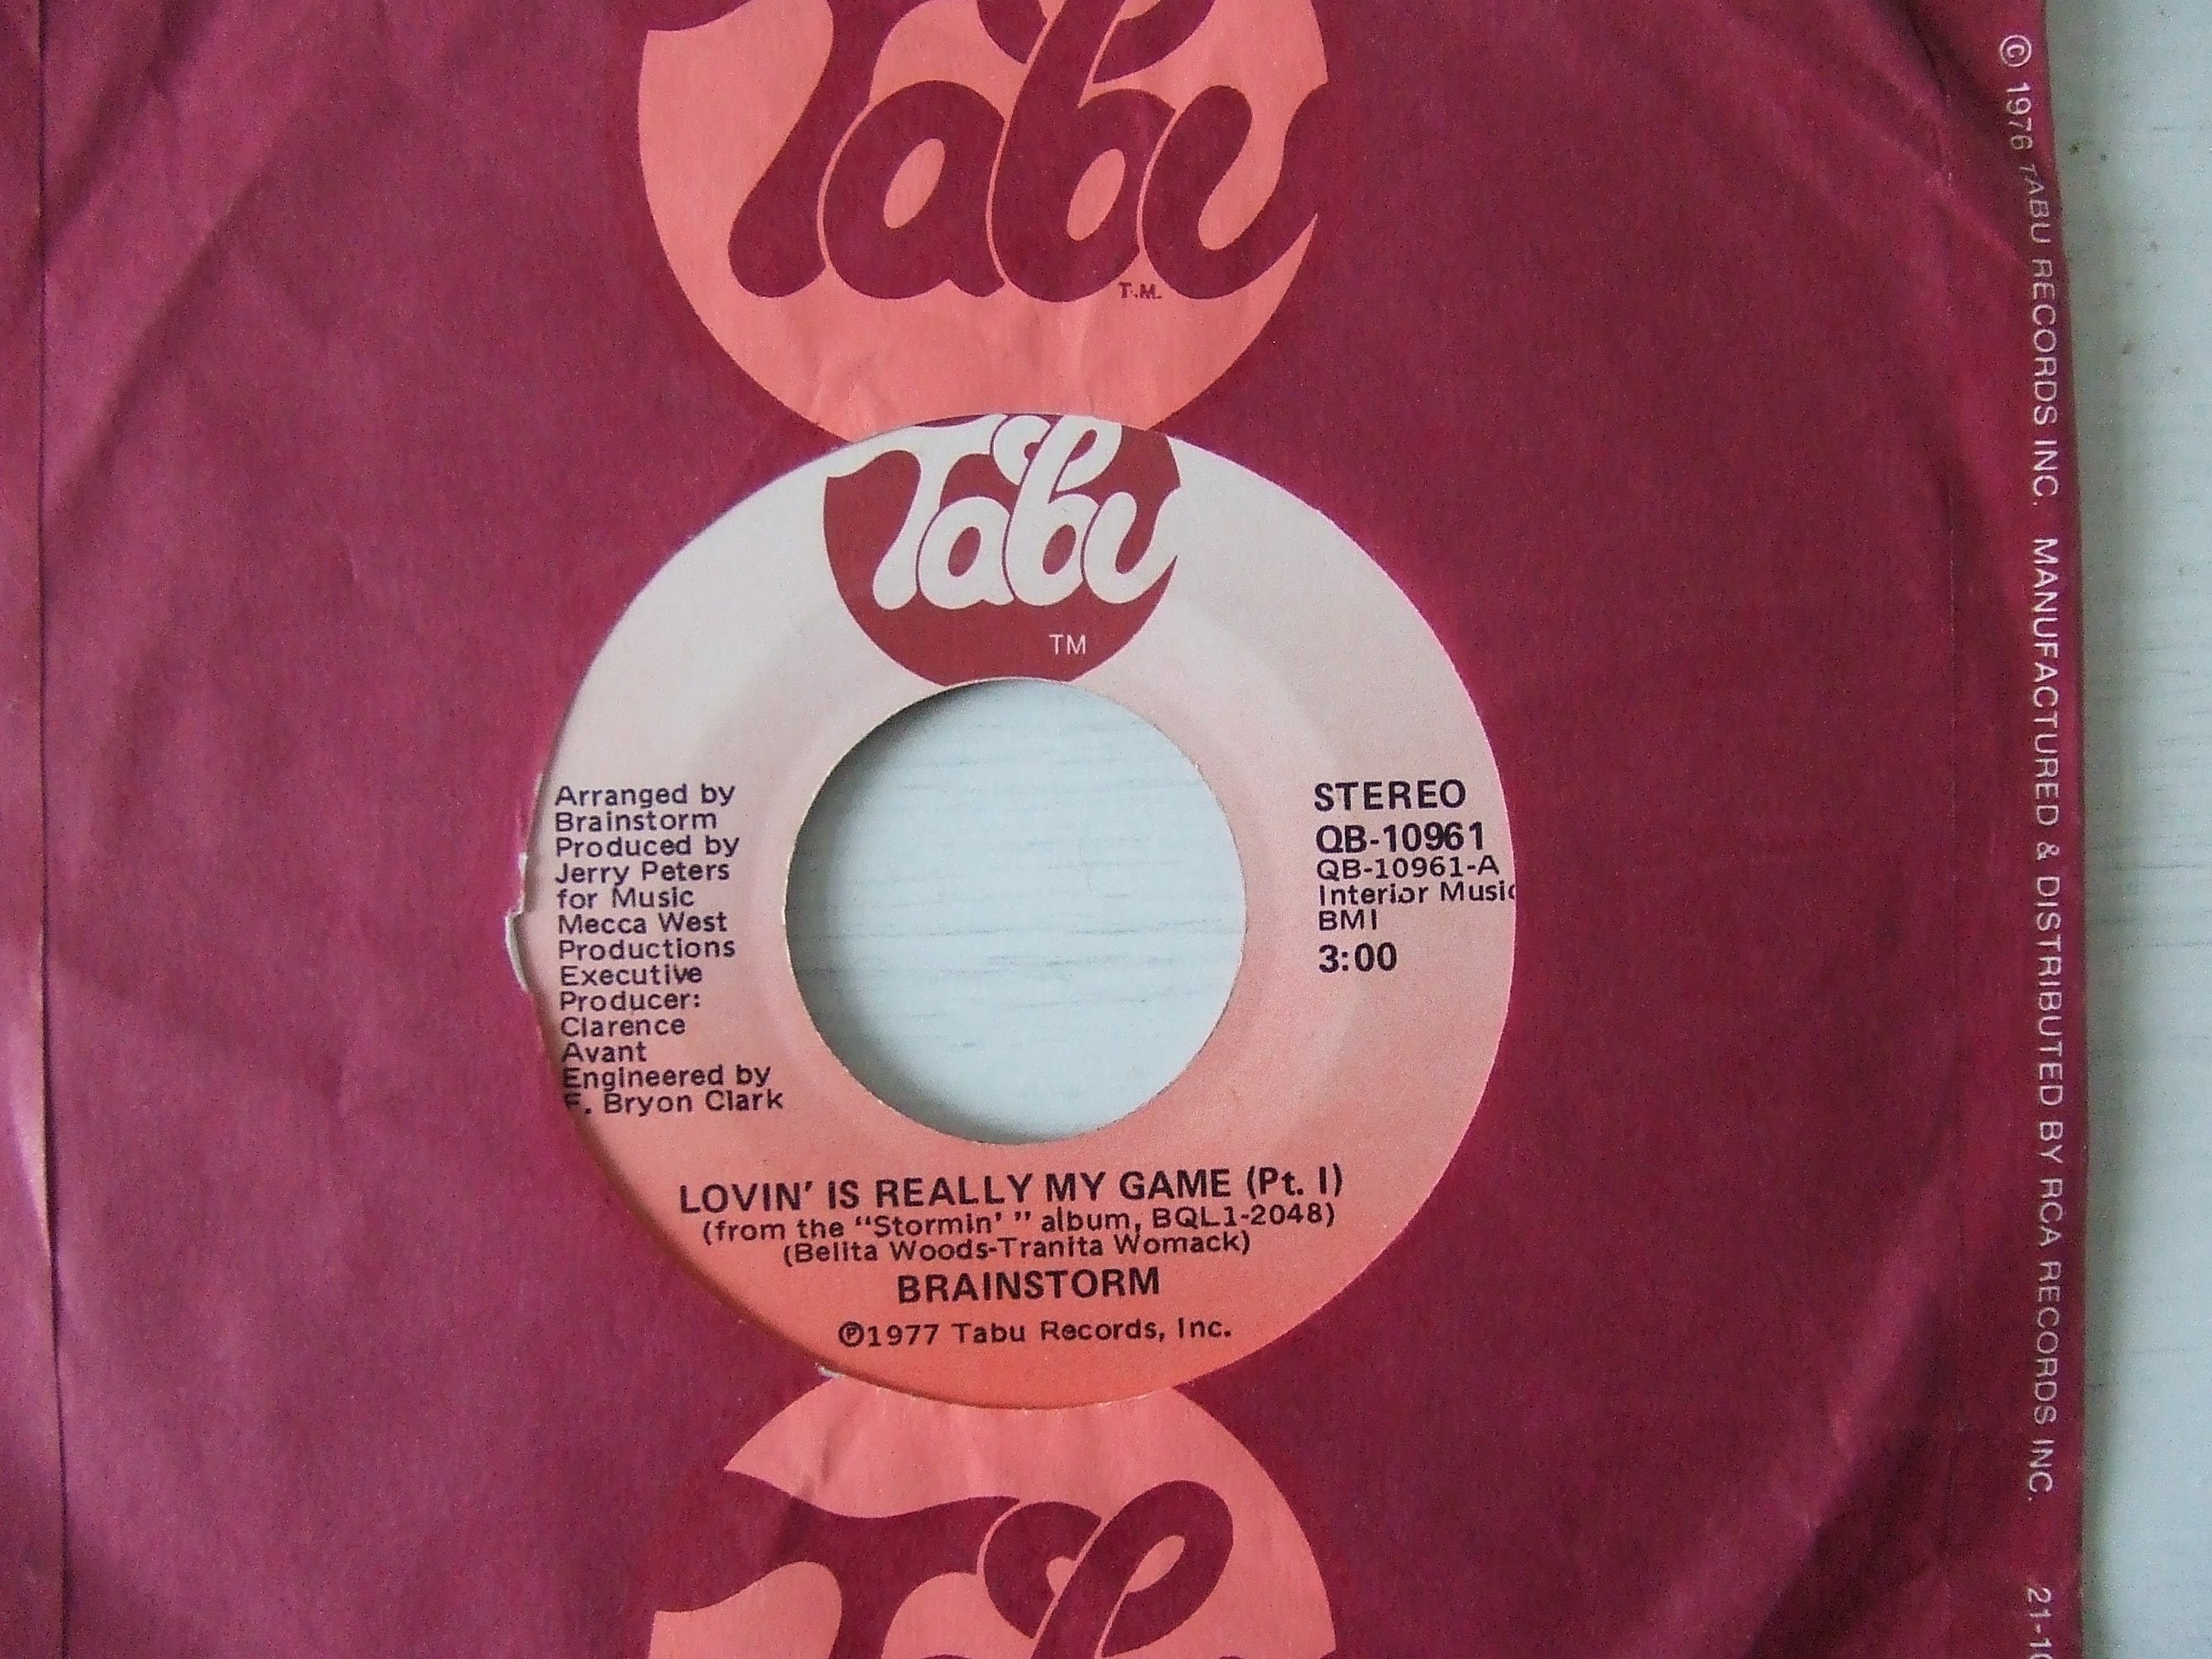 Tabu
T.M.
Tabu
TM
Arranged by
Brainstorm
Produced by
Jerry Peters
for Music
Mecca West
Productions
Executive
Producer:
Clarence
Avant
Engineered by
F. Bryon Clark
STEREO
QB-10961
QB-10961-A
Interior Music
BMI
3:00
LOVIN' IS REALLY MY GAME (Pt. I)
(from the "Stormin' " album, BQL1-2048)
(Belita Woods-Tranita Womack)
BRAINSTORM
℗1977 Tabu Records, Inc.
© 1976 TABU RECORDS INC. MANUFACTURED & DISTRIBUTED BY RCA RECORDS INC. 21-10